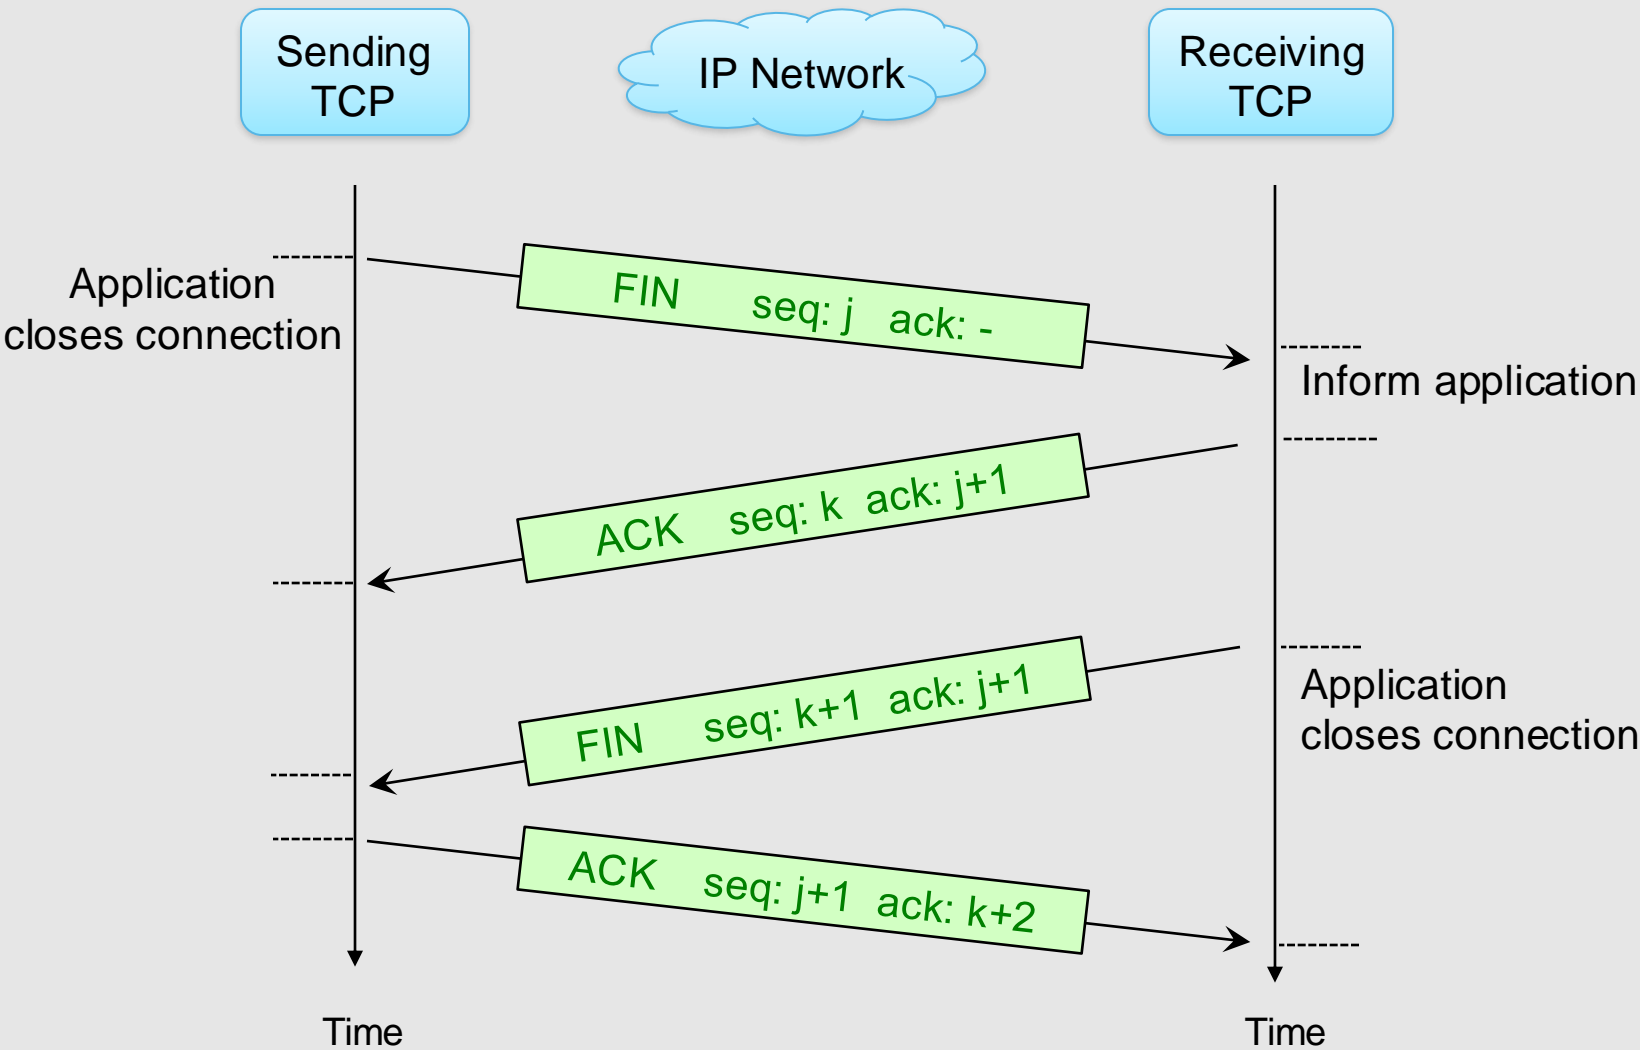 Sending
TCP
IP Network
Receiving
TCP
Application
closes connection
FIN seq: j ack: -
Inform application
ACK seq: k ack: j+1
FIN seq: k+1 ack: j+1
Application
closes connection
ACK seq: j+1 ack: k+2
Time
Time